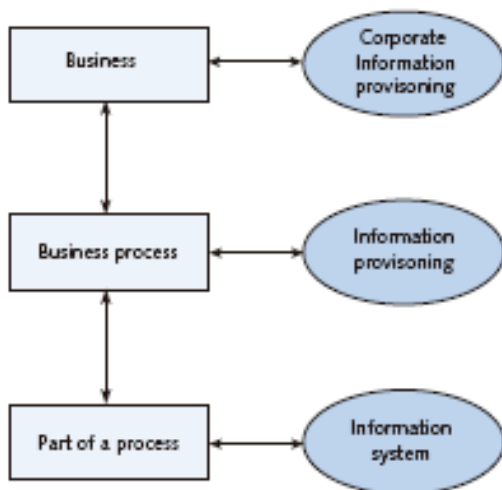 Business
Corporate
Information
provisoning
Business process
Information
provisoning
Part of a process
Information
system